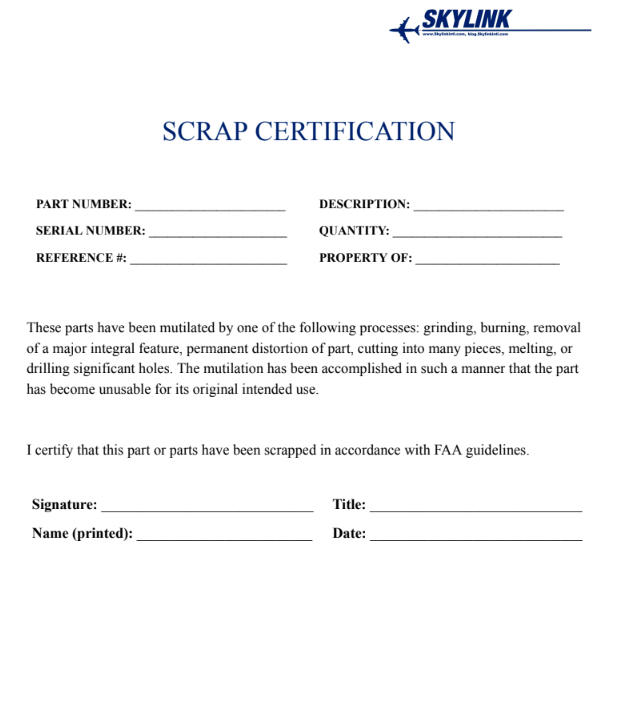 SKYLINK
www.Skylinkintl.com, blog.Skylinkintl.com
SCRAP CERTIFICATION
PART NUMBER: ________________________ DESCRIPTION: ________________________
SERIAL NUMBER: ______________________ QUANTITY: ___________________________
REFERENCE #: _________________________ PROPERTY OF: _______________________
These parts have been mutilated by one of the following processes: grinding, burning, removal
of a major integral feature, permanent distortion of part, cutting into many pieces, melting, or
drilling significant holes. The mutilation has been accomplished in such a manner that the part
has become unusable for its original intended use.
I certify that this part or parts have been scrapped in accordance with FAA guidelines.
Signature: ______________________________ Title: ______________________________
Name (printed): _________________________ Date: ______________________________